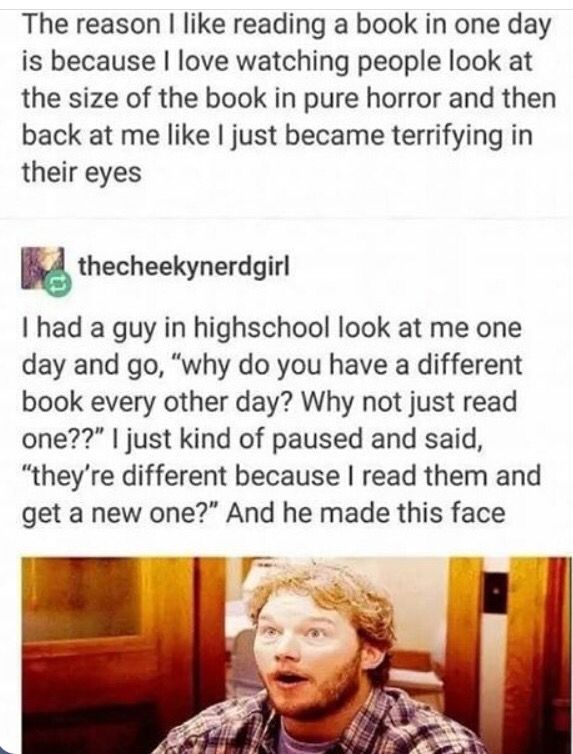 The reason I like reading a book in one day
is because I love watching people look at
the size of the book in pure horror and then
back at me like I just became terrifying in
their eyes
thecheekynerdgirl
I had a guy in highschool look at me one
day and go, “why do you have a different
book every other day? Why not just read
one??” I just kind of paused and said,
“they’re different because I read them and
get a new one?” And he made this face